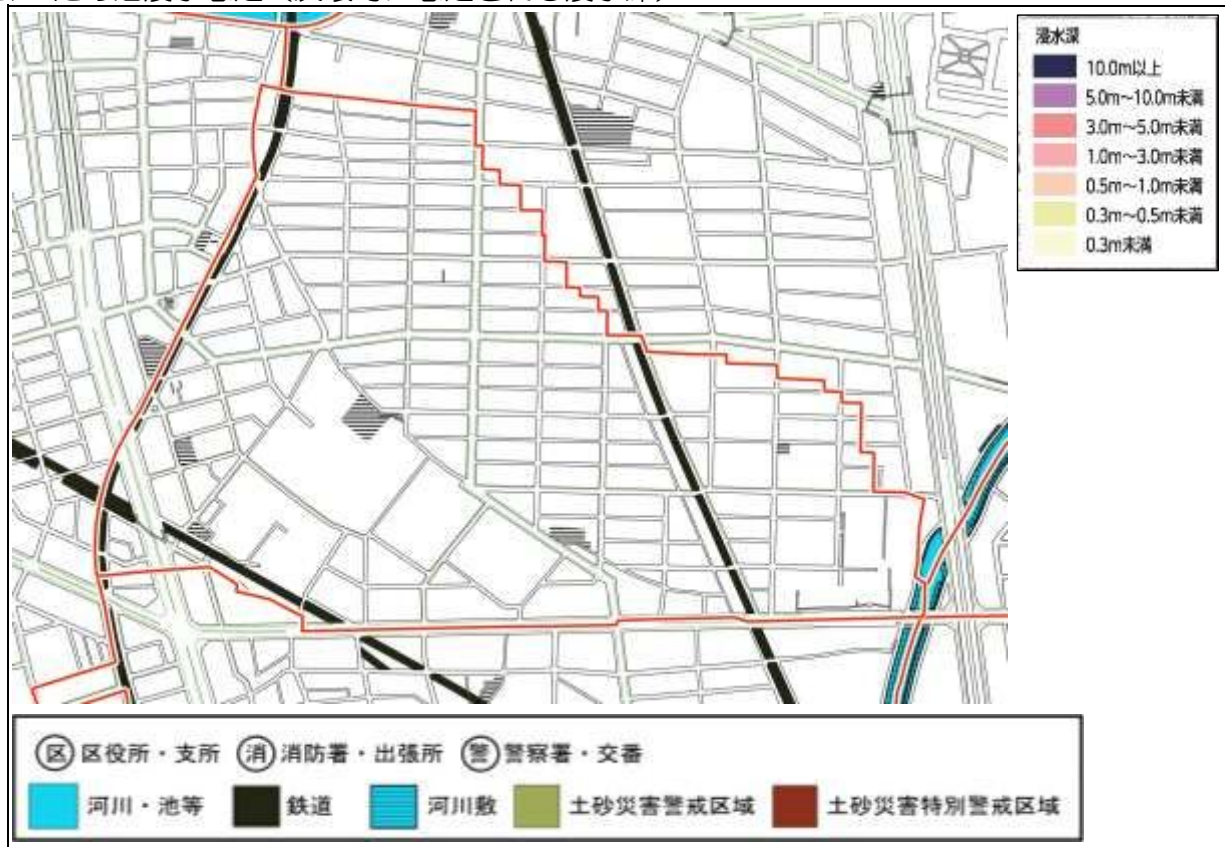 浸水深
10.0m以上
5.0m～10.0m未満
3.0m～5.0m未満
1.0m～3.0m未満
0.5m～1.0m未満
0.3m～0.5m未満
0.3m未満
区 区役所・支所 消 消防署・出張所 警 警察署・交番
河川・池等 鉄道 河川敷 土砂災害警戒区域 土砂災害特別警戒区域